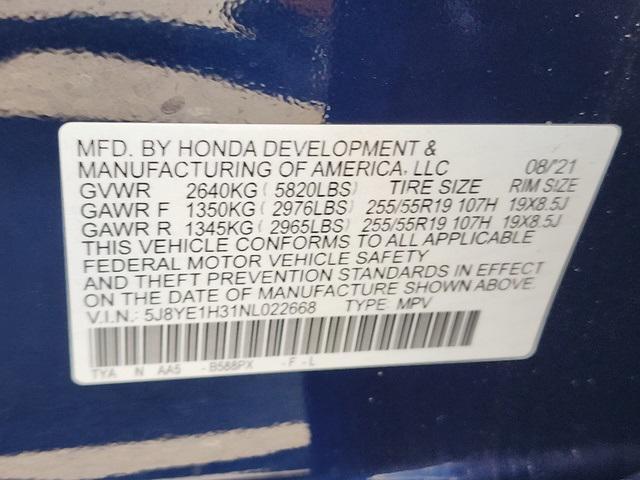 MFD. BY HONDA DEVELOPMENT &
MANUFACTURING OF AMERICA, LLC 08/'21
GVWR 2640KG ( 5820LBS) TIRE SIZE RIM SIZE
GAWR F 1350KG ( 2976LBS) 255/55R19 107H 19X8.5J
GAWR R 1345KG ( 2965LBS) 255/55R19 107H 19X8.5J
THIS VEHICLE CONFORMS TO ALL APPLICABLE
FEDERAL MOTOR VEHICLE SAFETY
AND THEFT PREVENTION STANDARDS IN EFFECT
ON THE DATE OF MANUFACTURE SHOWN ABOVE.
V.I.N.: 5J8YE1H31NL022668 TYPE: MPV
TYA N AA5 - B588PX - F - L